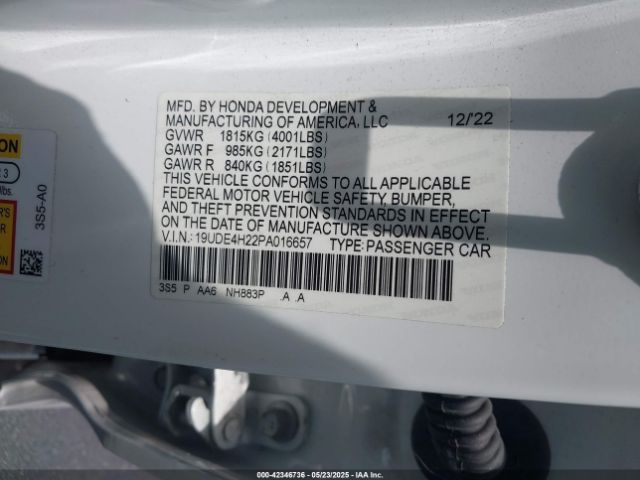 MFD. BY HONDA DEVELOPMENT &
MANUFACTURING OF AMERICA, LLC 12/'22
GVWR 1815KG (4001LBS)
GAWR F 985KG (2171LBS)
GAWR R 840KG (1851LBS)
THIS VEHICLE CONFORMS TO ALL APPLICABLE
FEDERAL MOTOR VEHICLE SAFETY, BUMPER,
AND THEFT PREVENTION STANDARDS IN EFFECT
ON THE DATE OF MANUFACTURE SHOWN ABOVE.
V.I.N.: 19UDE4H22PA016657 TYPE: PASSENGER CAR
3S5 P AA6 NH883P .A .A
3S5-A0
3
lbs.
00-42346736 - 05/23/2025 - IAA Inc.